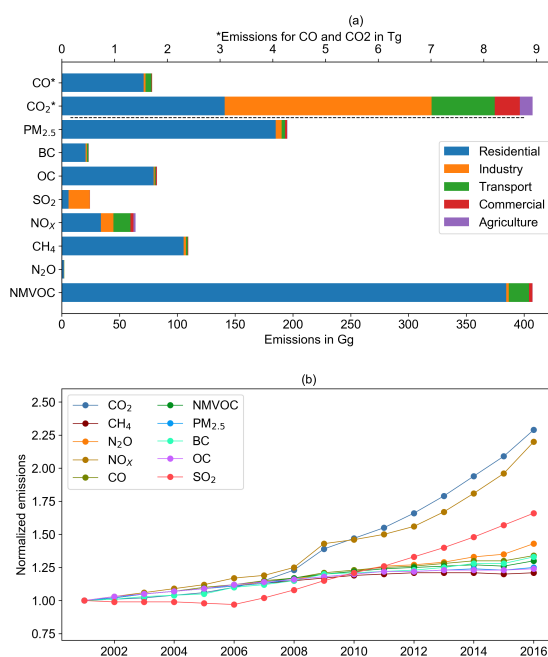 (a)
*Emissions for CO and CO2 in Tg
0 1 2 3 4 5 6 7 8 9
CO*
CO₂*
PM₂.₅
BC
OC
SO₂
NOₓ
CH₄
N₂O
NMVOC
Residential
Industry
Transport
Commercial
Agriculture
0 50 100 150 200 250 300 350 400
Emissions in Gg
(b)
Normalized emissions
2.50
2.25
2.00
1.75
1.50
1.25
1.00
0.75
CO₂
CH₄
N₂O
NOₓ
CO
NMVOC
PM₂.₅
BC
OC
SO₂
2002 2004 2006 2008 2010 2012 2014 2016